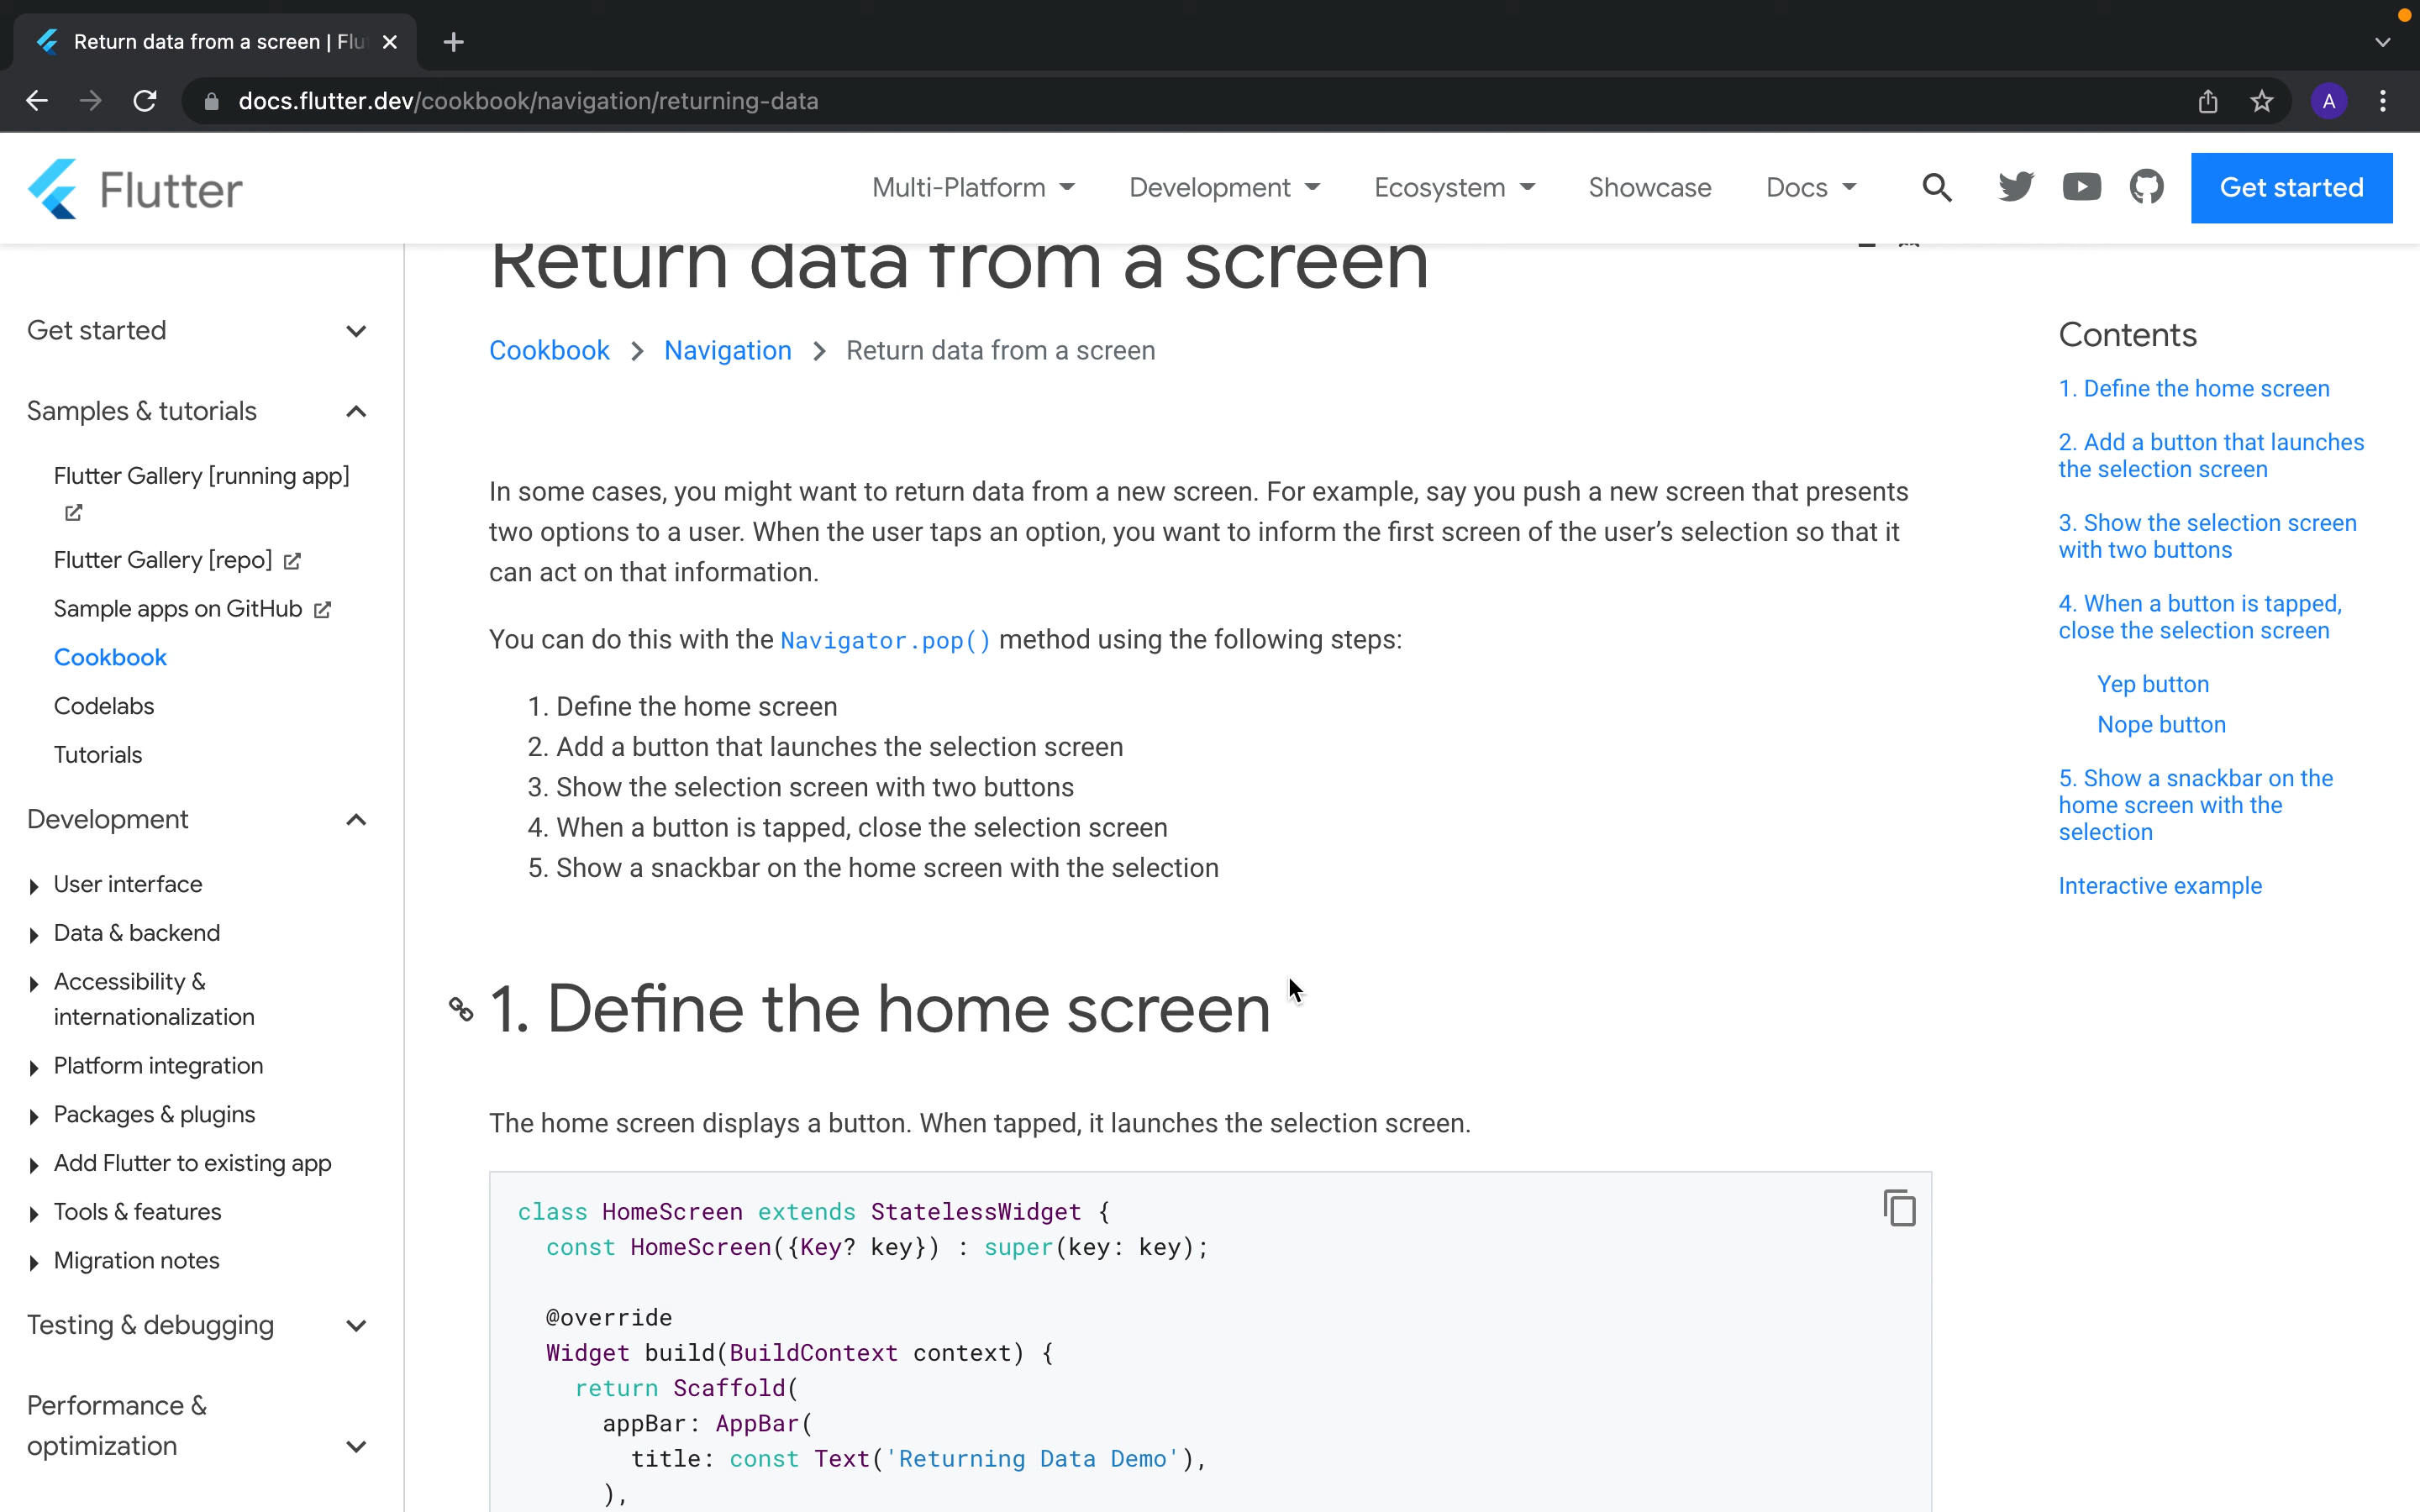 Return data from a screen | Flu
docs.flutter.dev/cookbook/navigation/returning-data
A
Flutter
Multi-Platform
Development
Ecosystem
Showcase
Docs
Get started
Get started
Samples & tutorials
Flutter Gallery [running app]
Flutter Gallery [repo]
Sample apps on GitHub
Cookbook
Codelabs
Tutorials
Development
User interface
Data & backend
Accessibility &
internationalization
Platform integration
Packages & plugins
Add Flutter to existing app
Tools & features
Migration notes
Testing & debugging
Performance &
optimization
Return data from a screen
Cookbook > Navigation > Return data from a screen
In some cases, you might want to return data from a new screen. For example, say you push a new screen that presents
two options to a user. When the user taps an option, you want to inform the first screen of the user’s selection so that it
can act on that information.
You can do this with the Navigator.pop() method using the following steps:
1. Define the home screen
2. Add a button that launches the selection screen
3. Show the selection screen with two buttons
4. When a button is tapped, close the selection screen
5. Show a snackbar on the home screen with the selection
1. Define the home screen
The home screen displays a button. When tapped, it launches the selection screen.
class HomeScreen extends StatelessWidget {
const HomeScreen({Key? key}) : super(key: key);
@override
Widget build(BuildContext context) {
return Scaffold(
appBar: AppBar(
title: const Text('Returning Data Demo'),
),
Contents
1. Define the home screen
2. Add a button that launches
the selection screen
3. Show the selection screen
with two buttons
4. When a button is tapped,
close the selection screen
Yep button
Nope button
5. Show a snackbar on the
home screen with the
selection
Interactive example